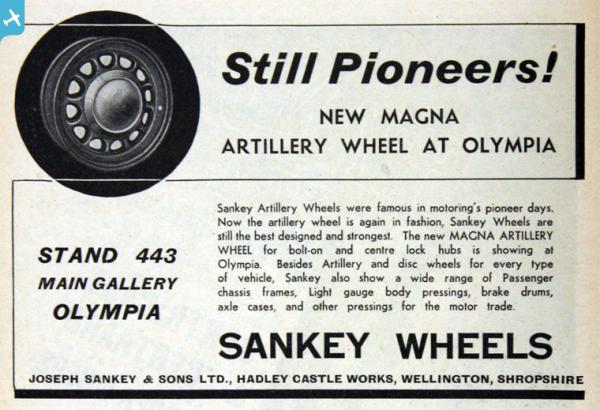 Still Pioneers!
NEW MAGNA
ARTILLERY WHEEL AT OLYMPIA
Sankey Artillery Wheels were famous in motoring's pioneer days.
Now the artillery wheel is again in fashion, Sankey Wheels are
still the best designed and strongest. The new MAGNA ARTILLERY
WHEEL for bolt-on and centre lock hubs is showing at
Olympia. Besides Artillery and disc wheels for every type
of vehicle, Sankey also show a wide range of Passenger
chassis frames, Light gauge body pressings, brake drums,
axle cases, and other pressings for the motor trade.
STAND 443
MAIN GALLERY
OLYMPIA
SANKEY WHEELS
JOSEPH SANKEY & SONS LTD., HADLEY CASTLE WORKS, WELLINGTON, SHROPSHIRE